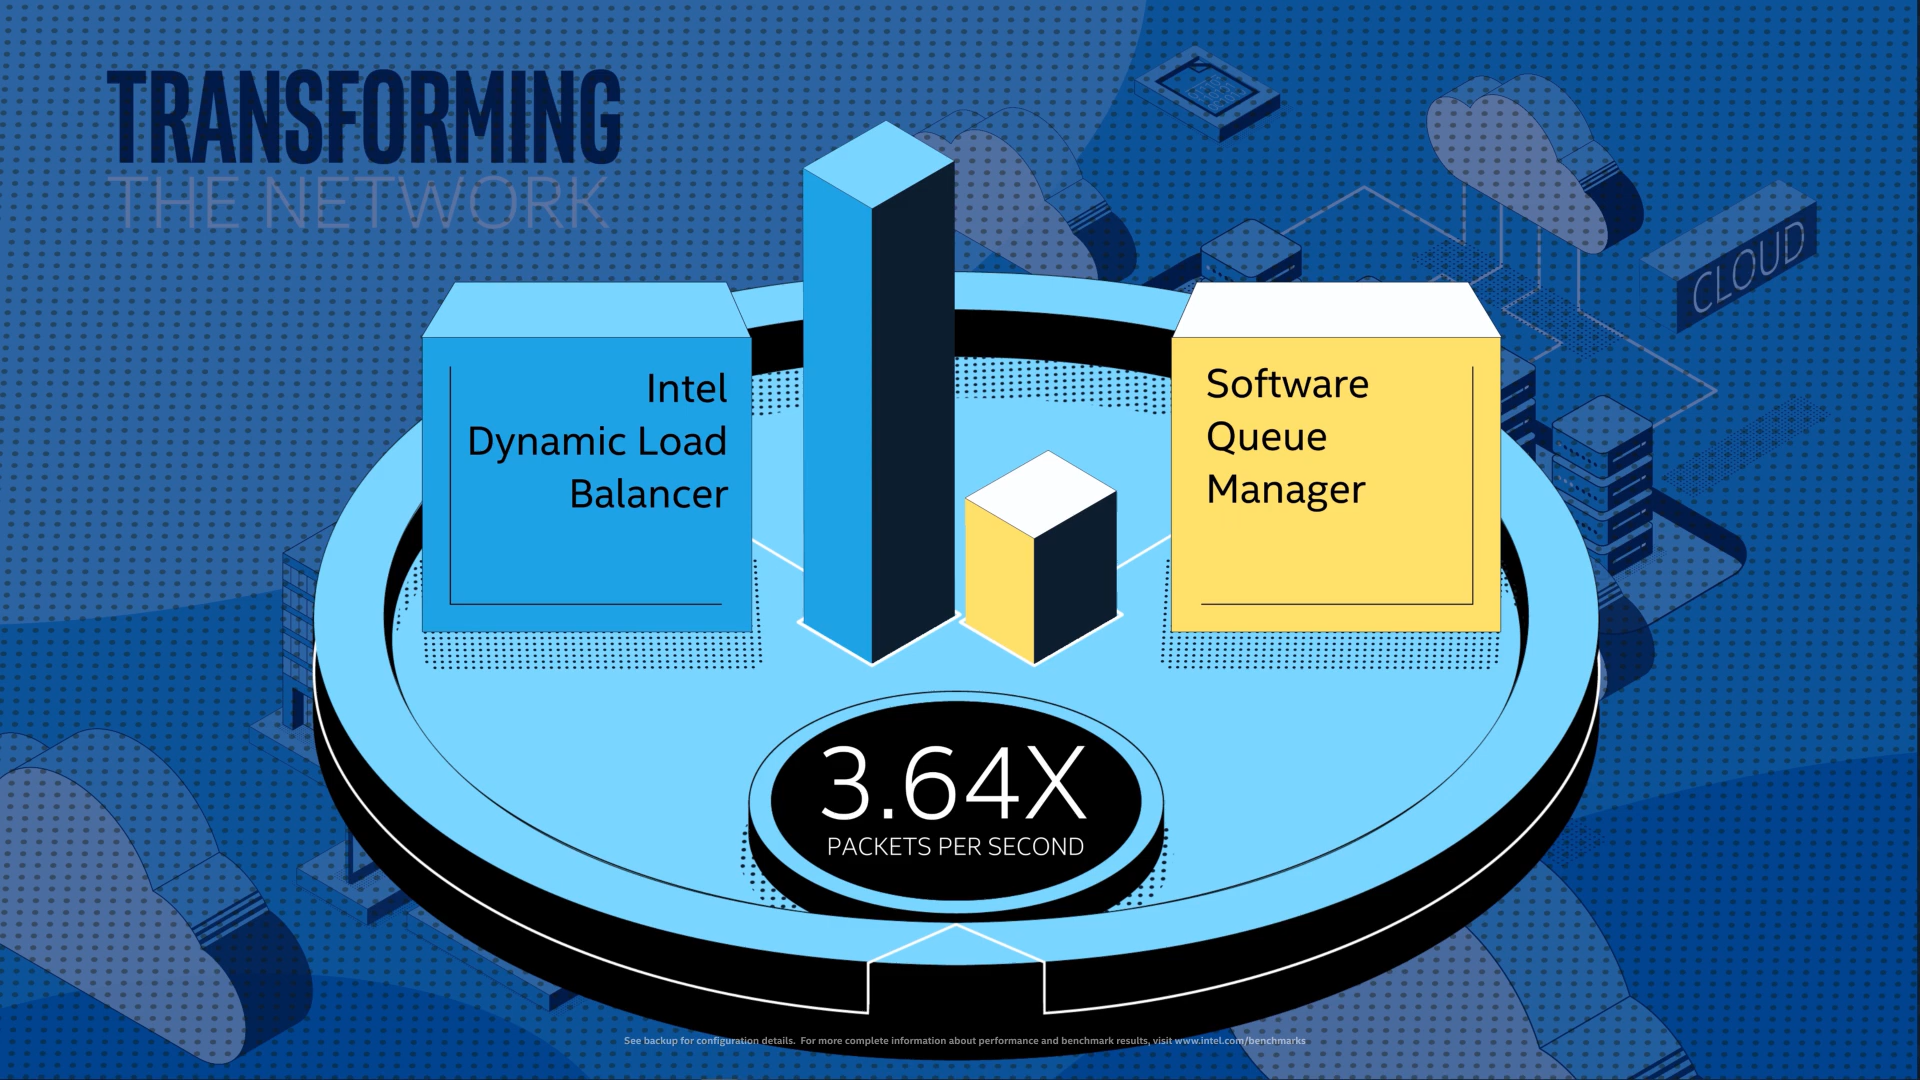 TRANSFORMING
THE NETWORK
CLOUD
Intel
Dynamic Load
Balancer
Software
Queue
Manager
3.64X
PACKETS PER SECOND
See backup for configuration details. For more complete information about performance and benchmark results, visit www.intel.com/benchmarks